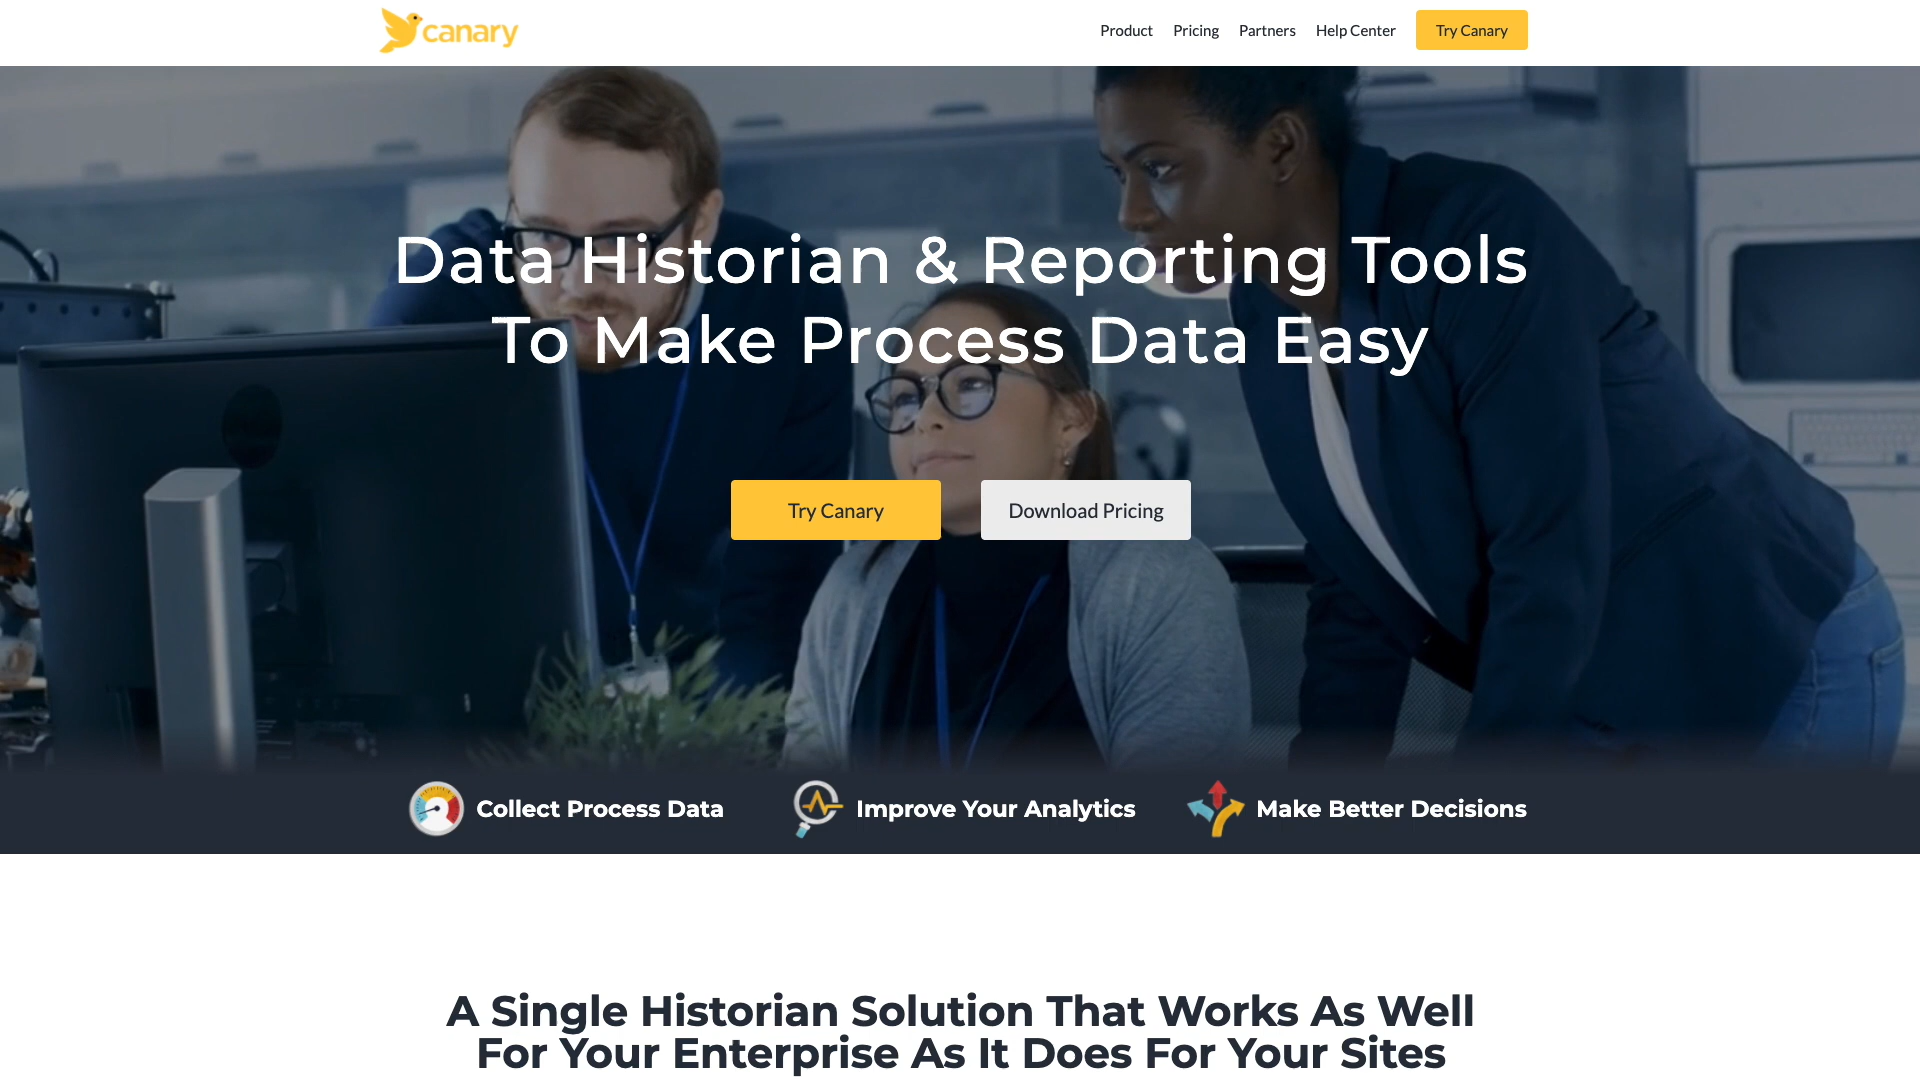 canary
Product
Pricing
Partners
Help Center
Try Canary
Data Historian & Reporting Tools
To Make Process Data Easy
Try Canary
Download Pricing
Collect Process Data
Improve Your Analytics
Make Better Decisions
A Single Historian Solution That Works As Well
For Your Enterprise As It Does For Your Sites